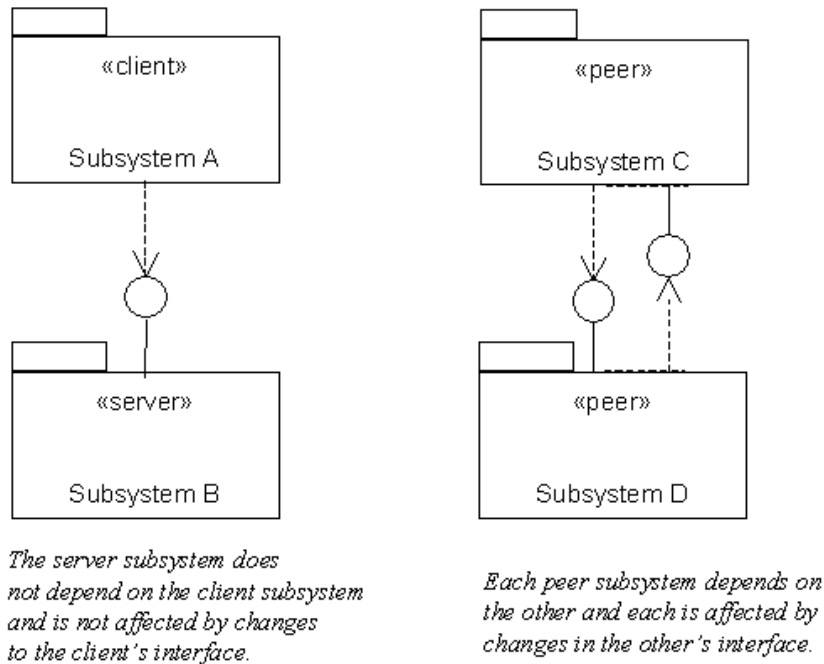 «client»
Subsystem A
«server»
Subsystem B
The server subsystem does
not depend on the client subsystem
and is not affected by changes
to the client's interface.
«peer»
Subsystem C
«peer»
Subsystem D
Each peer subsystem depends on
the other and each is affected by
changes in the other's interface.